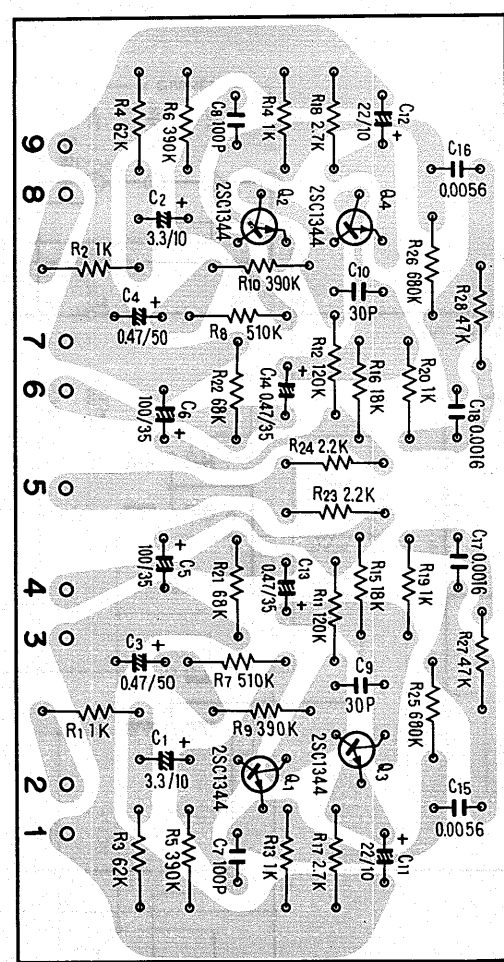 9
8
7
6
5
4
3
2
1
R4 62K
R6 390K
C8 100P
R14 1K
R18 2.7K
C12
22/10 +
C16
0.0056
C2 +
3.3/10
Q2
2SC1344
Q4
2SC1344
R2 1K
R10 390K
C10
30P
R26 680K
R28 47K
C4 +
0.47/50
R8 510K
C6
100/35 +
R22 68K
C14 0.47/35 +
R12 120K
R16 18K
R20 1K
C18 0.0016
R24 2.2K
R23 2.2K
C5 +
100/35
R21 68K
C13
0.47/35 +
R11 120K
R15 18K
R19 1K
C17 0.0016
R27 47K
C3 +
0.47/50
R7 510K
C9
30P
R25 680K
R1 1K
R9 390K
C1 +
3.3/10
Q1
2SC1344
Q3
2SC1344
C15
0.0056
R3 62K
R5 390K
C7 100P
R13 1K
R17 2.7K
+ C11
22/10